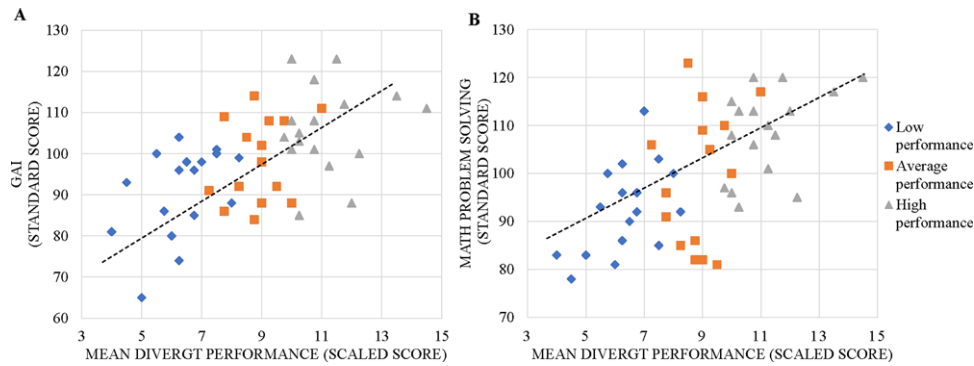 A
130
120
110
100
90
80
70
60
GAI
(STANDARD SCORE)
3 5 7 9 11 13 15
MEAN DIVERGT PERFORMANCE (SCALED SCORE)
B
130
120
110
100
90
80
70
MATH PROBLEM SOLVING
(STANDARD SCORE)
3 5 7 9 11 13 15
MEAN DIVERGT PERFORMANCE (SCALED SCORE)
Low
performance
Average
performance
High
performance